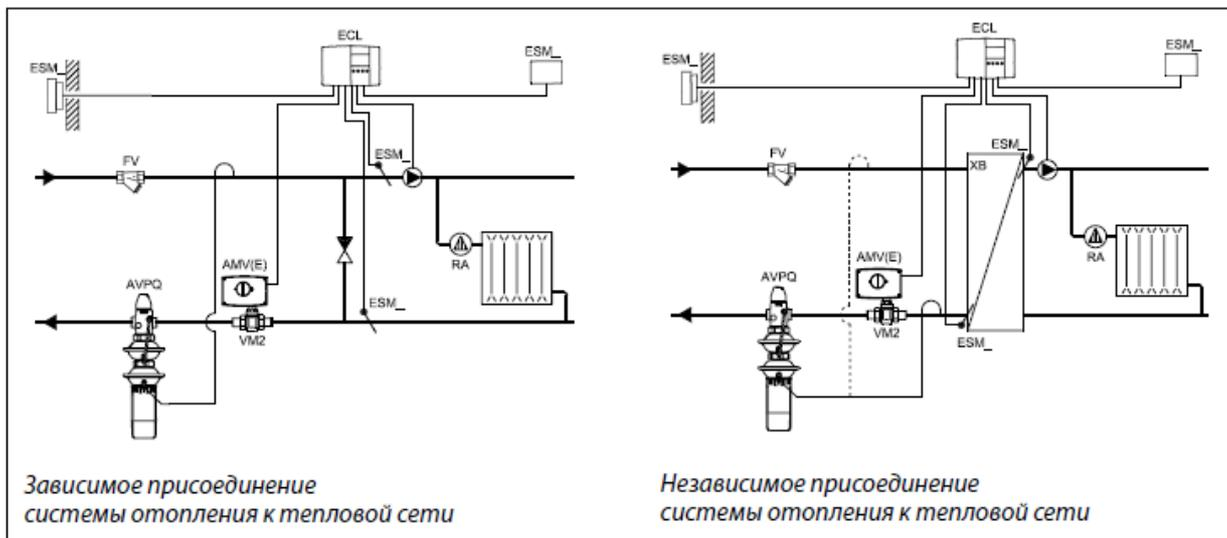 ECL
ESM_
ESM_
FV
ESM_
RA
AMV(E)
AVPQ
ESM_
VM2
Зависимое присоединение
системы отопления к тепловой сети
ECL
ESM_
ESM_
FV
ESM_
XB
RA
AMV(E)
AVPQ
VM2
ESM_
Независимое присоединение
системы отопления к тепловой сети